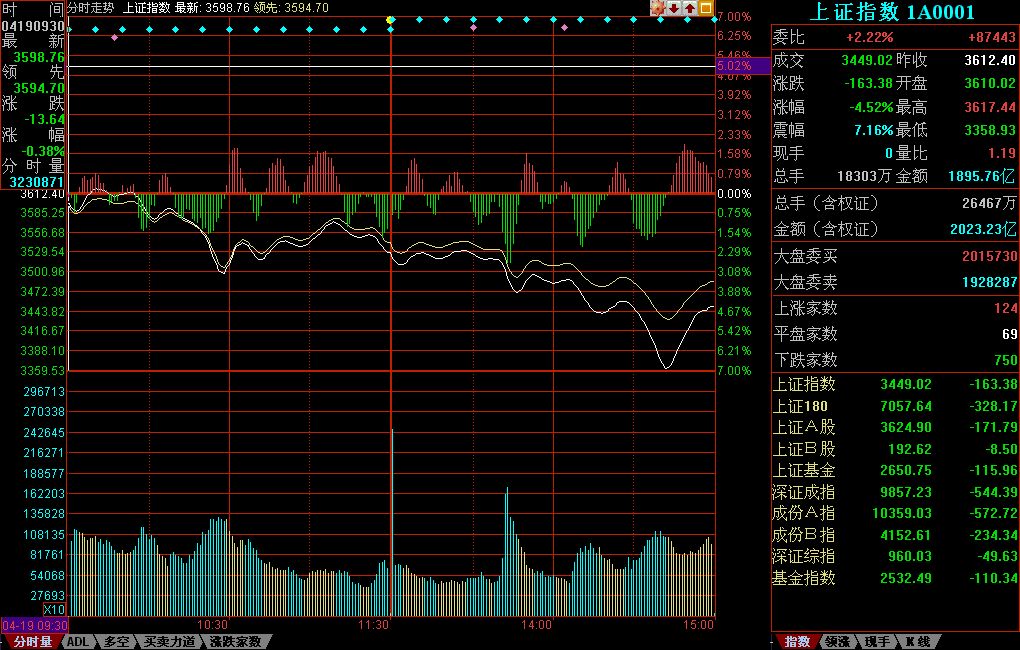 分时走势 上证指数 最新: 3598.76 领先: 3594.70
时 间
04190930
最 新
3598.76
领 先
3594.70
涨 跌
-13.64
涨 幅
-0.38%
分时量
3230871
3612.40
3585.25
3556.68
3529.54
3500.96
3472.39
3443.82
3416.67
3388.10
3359.53
296713
270338
242645
216271
188577
162203
135828
108135
81761
54068
27693
X10
7.00%
6.25%
5.46%
5.02%
4.67%
3.92%
3.12%
2.33%
1.58%
0.79%
0.00%
0.75%
1.54%
2.29%
3.08%
3.88%
4.67%
5.42%
6.21%
7.00%
04-19 09:30 10:30 11:30 14:00 15:00
分时量 ADL 多空 买卖力道 涨跌家数
上证指数 1A0001
委比 +2.22% +87443
成交 3449.02 昨收 3612.40
涨跌 -163.38 开盘 3610.02
涨幅 -4.52% 最高 3617.44
震幅 7.16% 最低 3358.93
现手 0 量比 1.19
总手 18303万 金额 1895.76亿
总手（含权证） 26467万
金额（含权证） 2023.23亿
大盘委买 2015730
大盘委卖 1928287
上涨家数 124
平盘家数 69
下跌家数 750
上证指数 3449.02 -163.38
上证180 7057.64 -328.17
上证A股 3624.90 -171.79
上证B股 192.62 -8.50
上证基金 2650.75 -115.96
深证成指 9857.23 -544.39
成份A指 10359.03 -572.72
成份B指 4152.61 -234.34
深证综指 960.03 -49.63
基金指数 2532.49 -110.34
指数 领涨 现手 K线